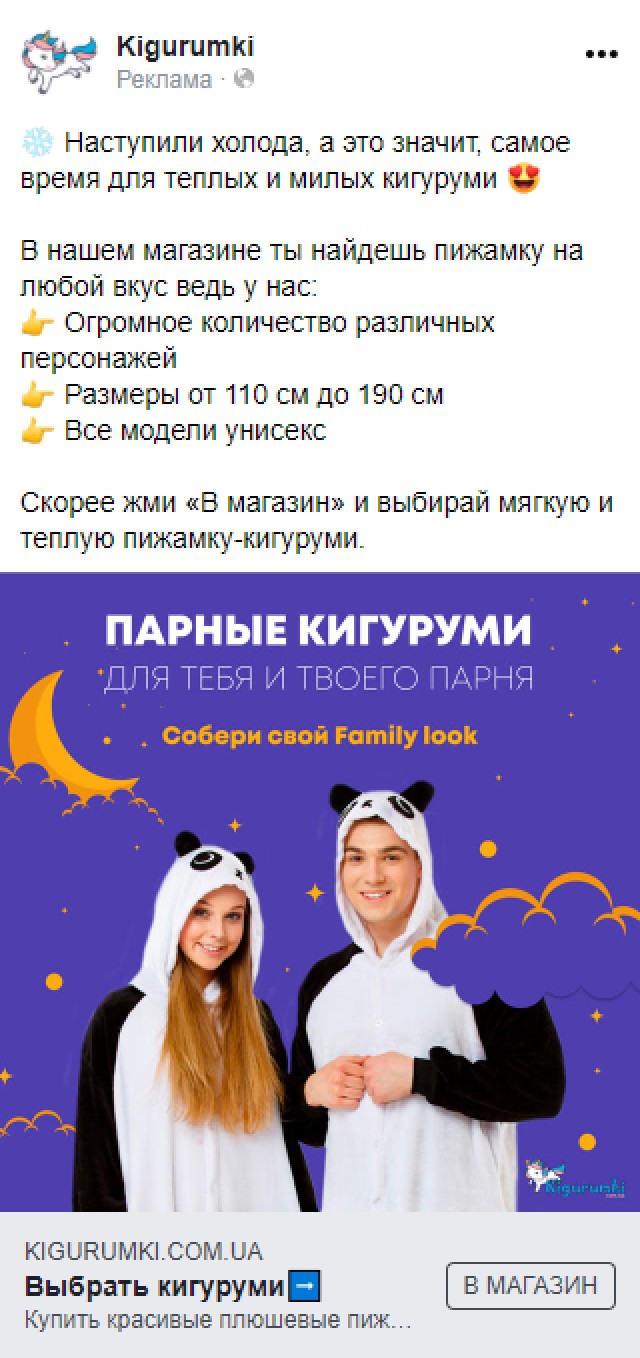 Kigurumki
Реклама ·
❄️ Наступили холода, а это значит, самое
время для теплых и милых кигуруми 😍
В нашем магазине ты найдешь пижамку на
любой вкус ведь у нас:
👉 Огромное количество различных
персонажей
👉 Размеры от 110 см до 190 см
👉 Все модели унисекс
Скорее жми «В магазин» и выбирай мягкую и
теплую пижамку-кигуруми.
ПАРНЫЕ КИГУРУМИ
ДЛЯ ТЕБЯ И ТВОЕГО ПАРНЯ
Собери свой Family look
Kigurumki
KIGURUMKI.COM.UA
Выбрать кигуруми➡️
В МАГАЗИН
Купить красивые плюшевые пиж...